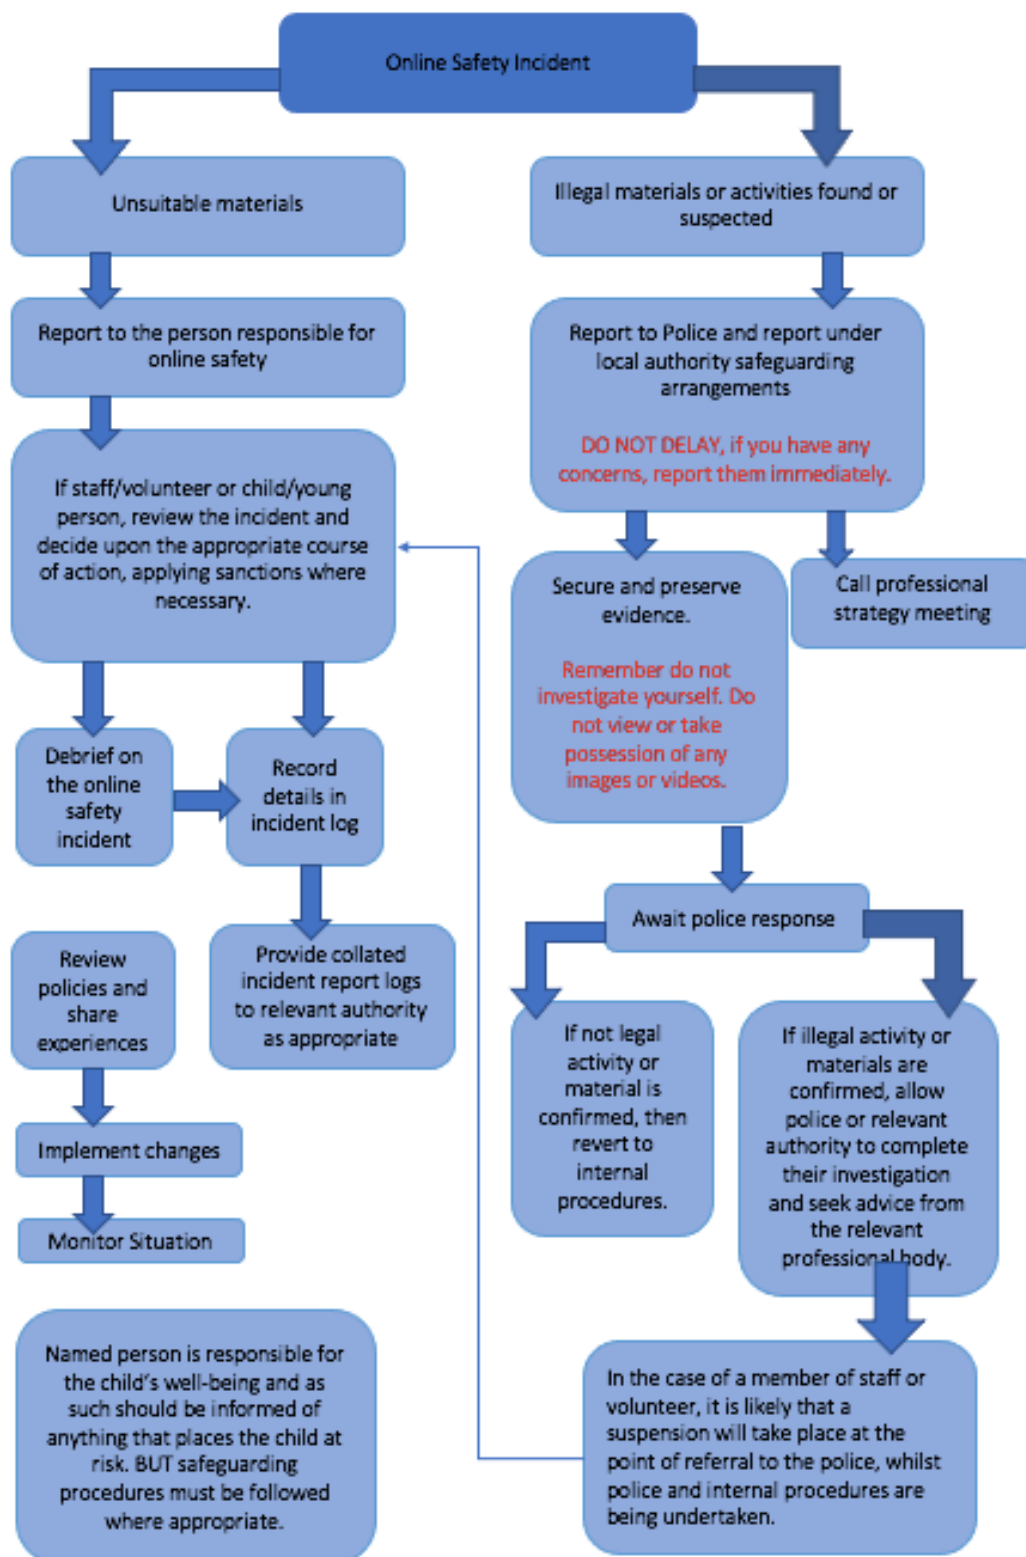 Online Safety Incident
Unsuitable materials
Illegal materials or activities found or
suspected
Report to the person responsible for
online safety
Report to Police and report under
local authority safeguarding
arrangements
DO NOT DELAY, if you have any
concerns, report them immediately.
If staff/volunteer or child/young
person, review the incident and
decide upon the appropriate course
of action, applying sanctions where
necessary.
Secure and preserve
evidence.
Remember do not
investigate yourself. Do
not view or take
possession of any
images or videos.
Call professional
strategy meeting
Debrief on
the online
safety
incident
Record
details in
incident log
Await police response
Review
policies and
share
experiences
Provide collated
incident report logs
to relevant authority
as appropriate
If not legal
activity or
material is
confirmed, then
revert to
internal
procedures.
If illegal activity or
materials are
confirmed, allow
police or relevant
authority to complete
their investigation
and seek advice from
the relevant
professional body.
Implement changes
Monitor Situation
Named person is responsible for
the child's well-being and as
such should be informed of
anything that places the child at
risk. BUT safeguarding
procedures must be followed
where appropriate.
In the case of a member of staff or
volunteer, it is likely that a
suspension will take place at the
point of referral to the police, whilst
police and internal procedures are
being undertaken.